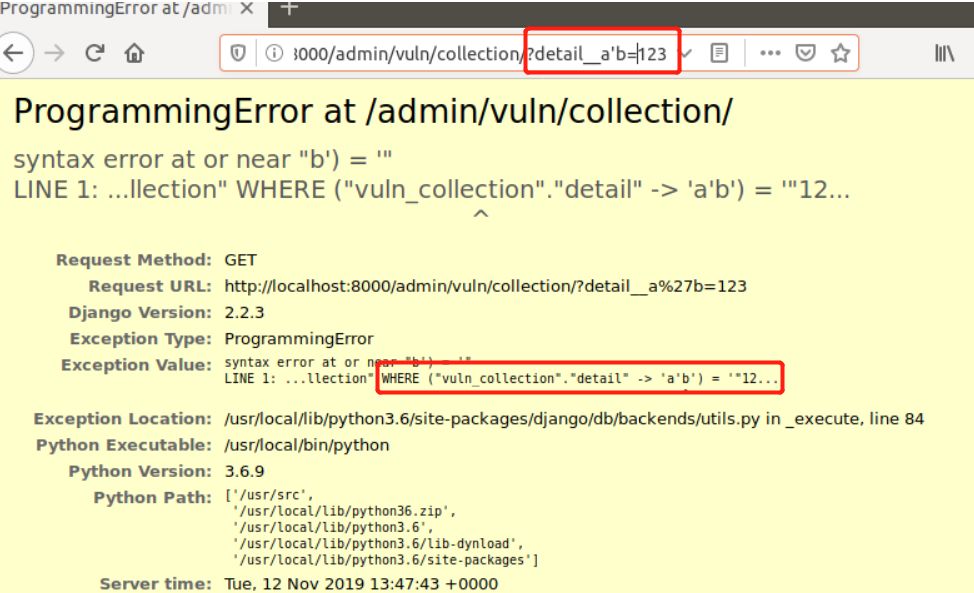 ProgrammingError at /adm
8000/admin/vuln/collection/?detail__a'b=123
ProgrammingError at /admin/vuln/collection/
syntax error at or near "b') = '"
LINE 1: ...llection" WHERE ("vuln_collection"."detail" -> 'a'b') = '"12...
^
Request Method: GET
Request URL: http://localhost:8000/admin/vuln/collection/?detail__a%27b=123
Django Version: 2.2.3
Exception Type: ProgrammingError
Exception Value: syntax error at or near "b') = '"
LINE 1: ...llection" WHERE ("vuln_collection"."detail" -> 'a'b') = '"12...
Exception Location: /usr/local/lib/python3.6/site-packages/django/db/backends/utils.py in _execute, line 84
Python Executable: /usr/local/bin/python
Python Version: 3.6.9
Python Path: ['/usr/src',
'/usr/local/lib/python36.zip',
'/usr/local/lib/python3.6',
'/usr/local/lib/python3.6/lib-dynload',
'/usr/local/lib/python3.6/site-packages']
Server time: Tue, 12 Nov 2019 13:47:43 +0000